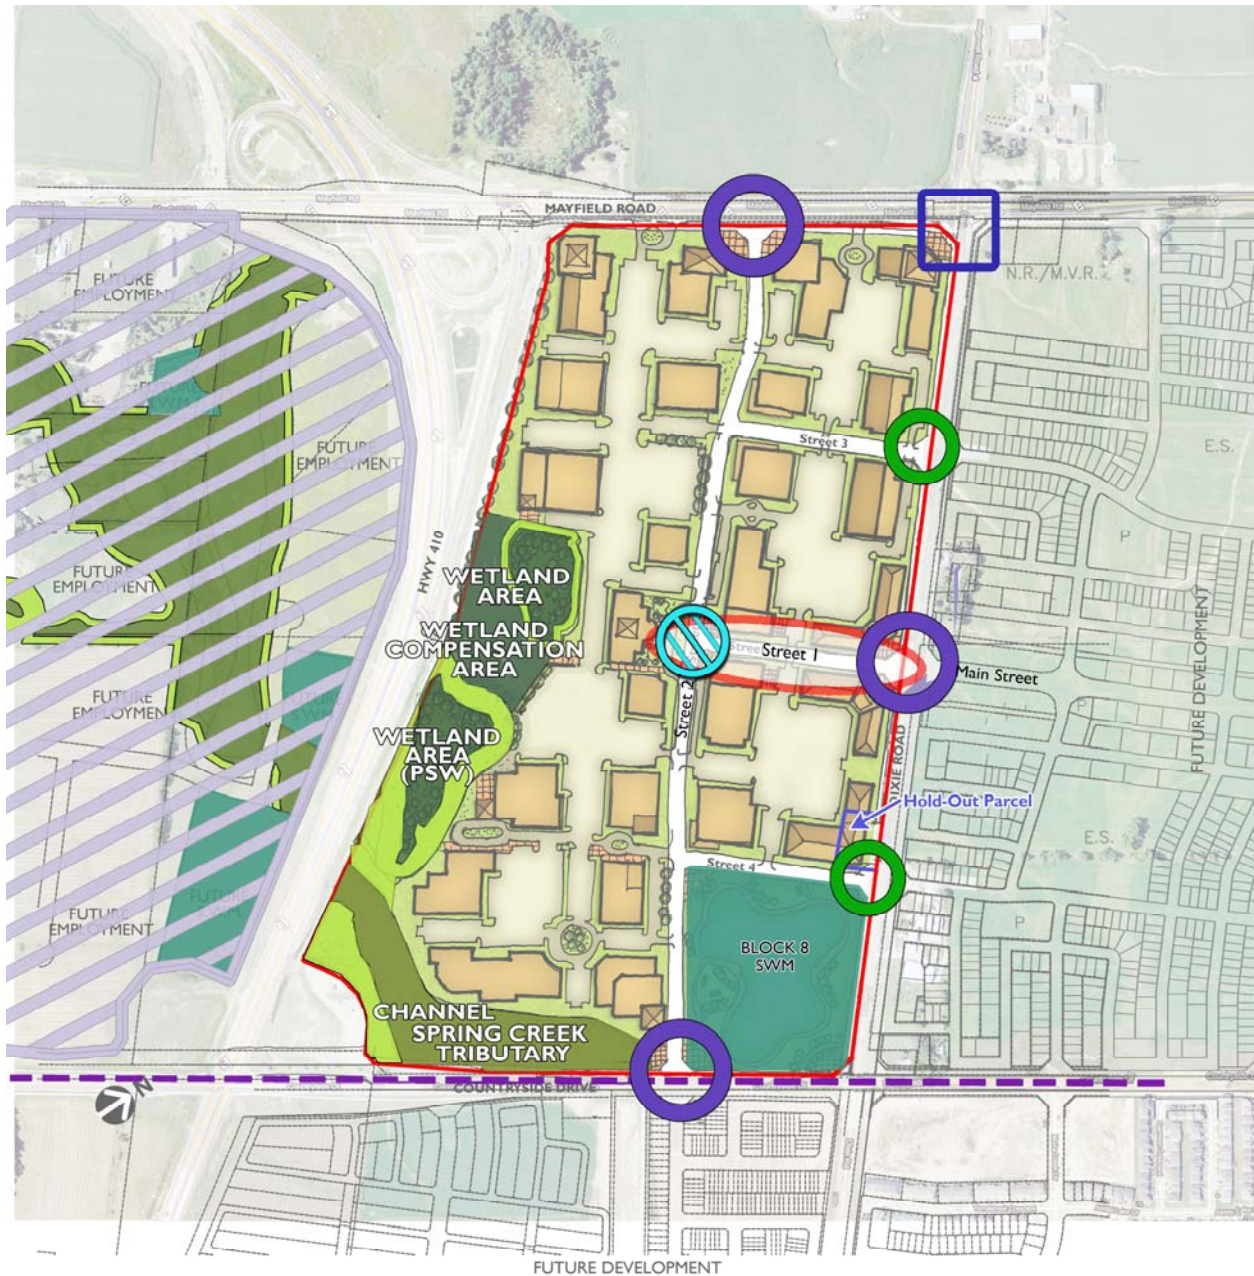 MAYFIELD ROAD
N.R./M.V.R.
FUTURE
EMPLOYMENT
FUTURE
EMPLOYMENT
Street 3
E.S.
P
HWY 410
FUTURE
EMPLOYMENT
WETLAND
AREA
WETLAND
COMPENSATION
AREA
Street 1
Main Street
FUTURE DEVELOPMENT
FUTURE
EMPLOYMEN
Street 2
P
WETLAND
AREA
(PSW)
IXIE ROAD
Hold-Out Parcel
E.S.
Street 4
FUTURE
EMPLOYMENT
P
BLOCK 8
SWM
CHANNEL
SPRING CREEK
TRIBUTARY
COUNTRYSIDE DRIVE
N
FUTURE DEVELOPMENT